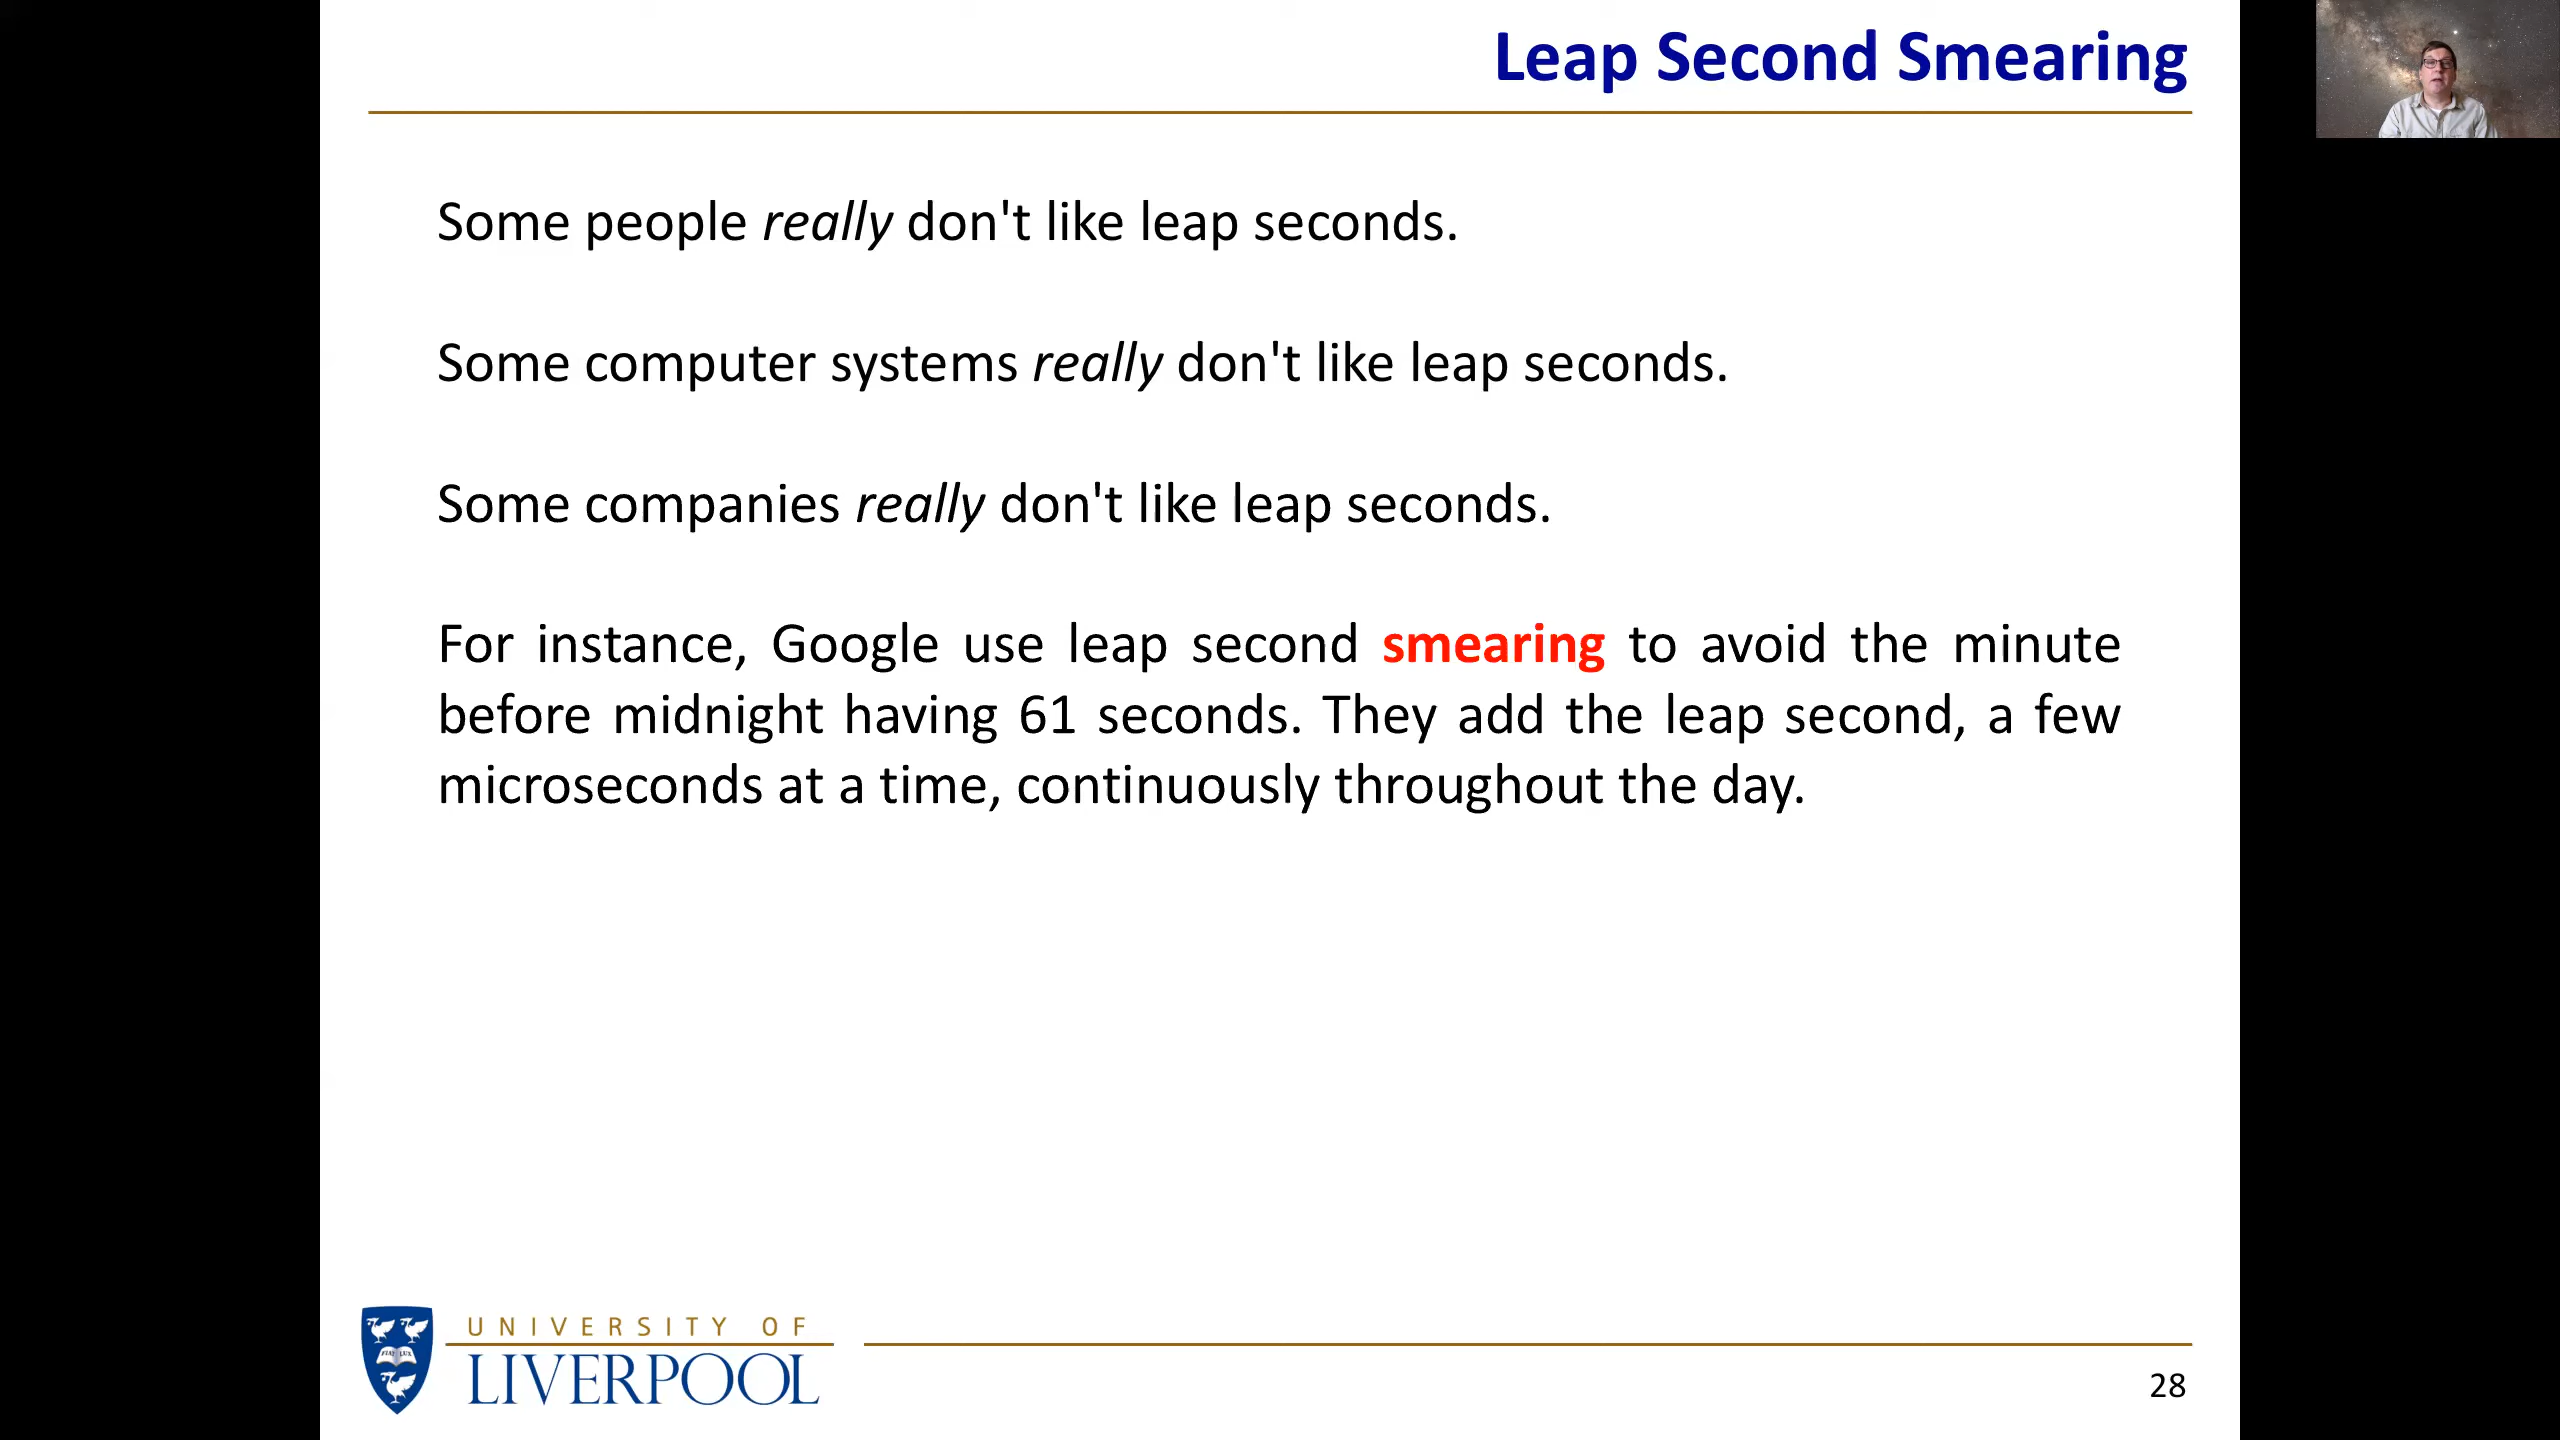 Leap Second Smearing
Some people really don't like leap seconds.
Some computer systems really don't like leap seconds.
Some companies really don't like leap seconds.
For instance, Google use leap second smearing to avoid the minute
before midnight having 61 seconds. They add the leap second, a few
microseconds at a time, continuously throughout the day.
FIAT LUX
UNIVERSITY OF
LIVERPOOL
28